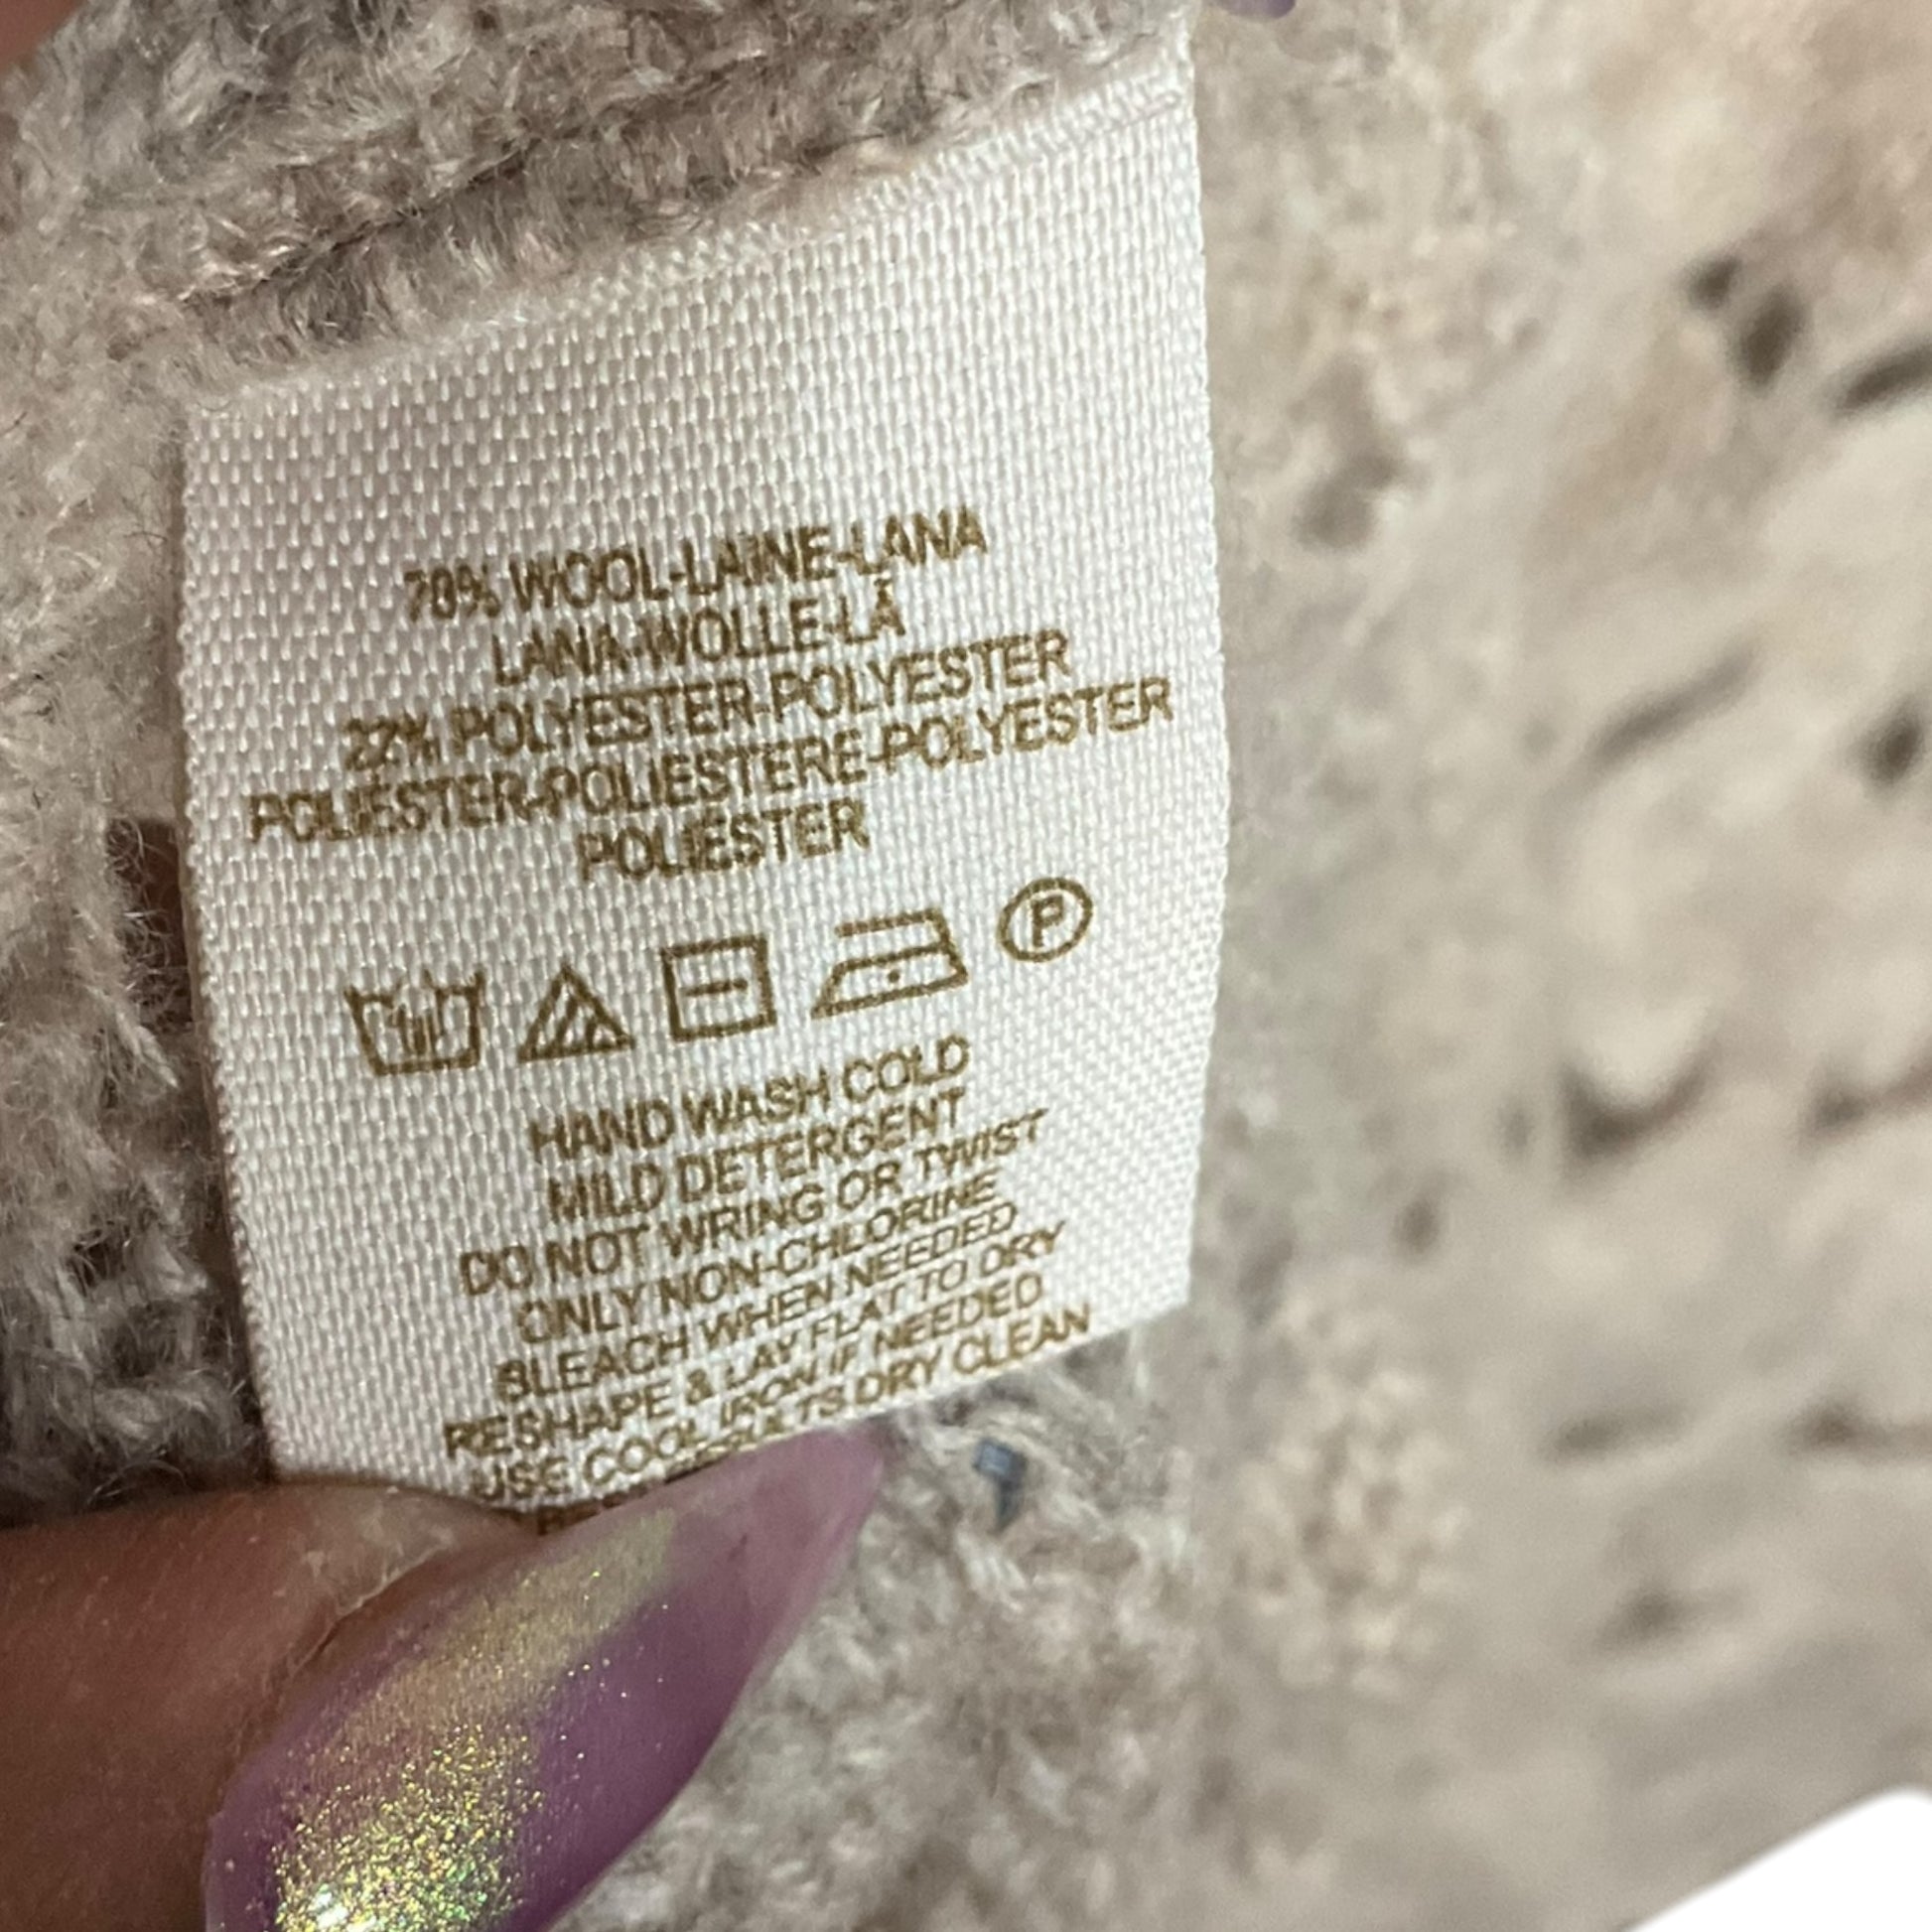 78% WOOL-LAINE-LANA
LANA-WOLLE-LÃ
22% POLYESTER-POLYESTER
POLIÉSTER-POLIESTERE-POLYESTER
POLIÉSTER
P
HAND WASH COLD
MILD DETERGENT
DO NOT WRING OR TWIST
ONLY NON-CHLORINE
BLEACH WHEN NEEDED
RESHAPE & LAY FLAT TO DRY
USE COOL IRON IF NEEDED
DRY CLEAN